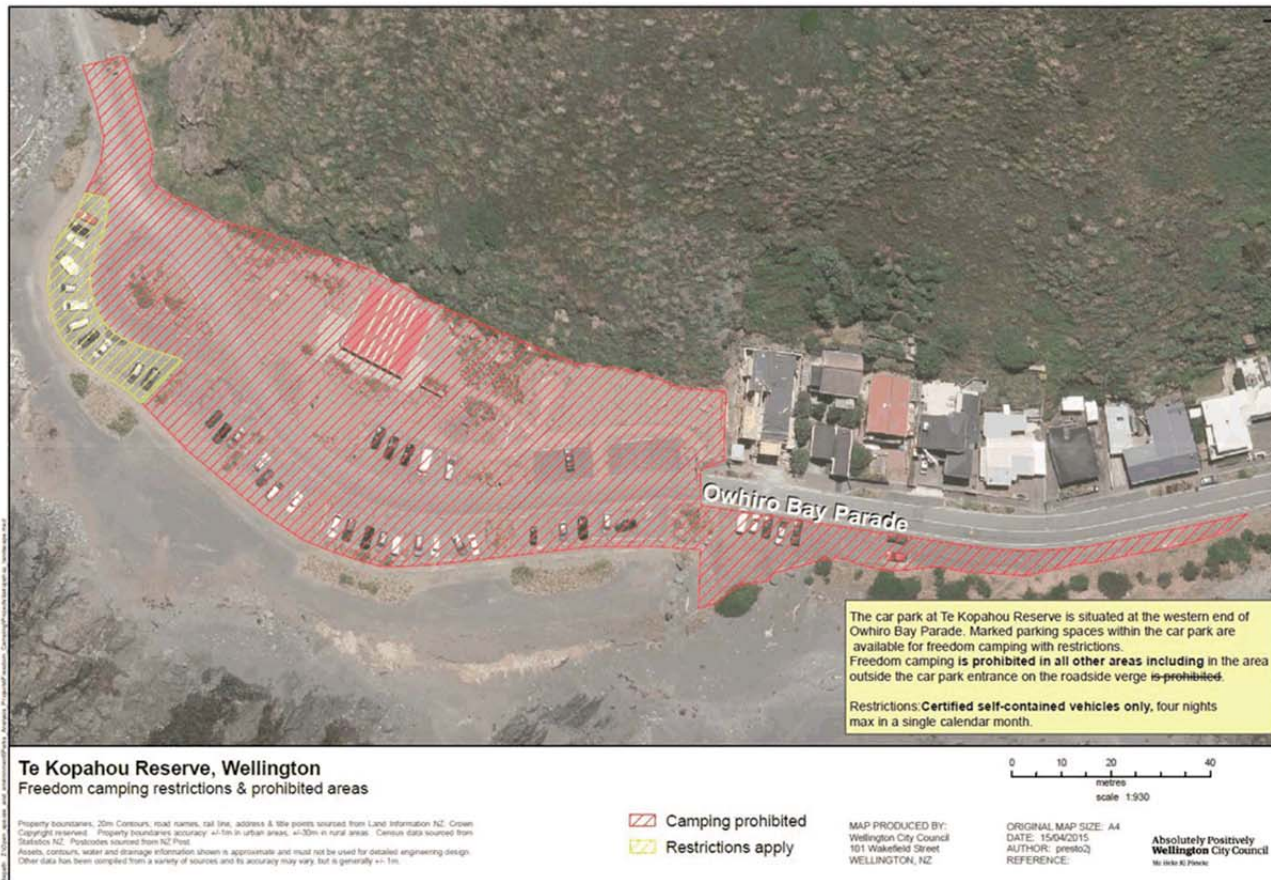 Owhiro Bay Parade
The car park at Te Kopahou Reserve is situated at the western end of
Owhiro Bay Parade. Marked parking spaces within the car park are
available for freedom camping with restrictions.
Freedom camping is prohibited in all other areas including in the area
outside the car park entrance on the roadside verge is prohibited.
Restrictions:Certified self-contained vehicles only, four nights
max in a single calendar month.
Te Kopahou Reserve, Wellington
Freedom camping restrictions & prohibited areas
Property boundaries, 20m Contours, road names, rail line, address & title points sourced from Land Information NZ. Crown
Copyright reserved. Property boundaries accuracy: +/-1m in urban areas, +/-30m in rural areas. Census data sourced from
Statistics NZ. Postcodes sourced from NZ Post.
Assets, contours, water and drainage information shown is approximate and must not be used for detailed engineering design.
Other data has been compiled from a variety of sources and its accuracy may vary, but is generally +/- 1m.
Camping prohibited
Restrictions apply
MAP PRODUCED BY:
Wellington City Council
101 Wakefield Street
WELLINGTON, NZ
0 10 20 40
metres
scale 1:930
ORIGINAL MAP SIZE: A4
DATE: 15/04/2015
AUTHOR: presto2j
REFERENCE:
Absolutely Positively
Wellington City Council
Me Heke Ki Pōneke